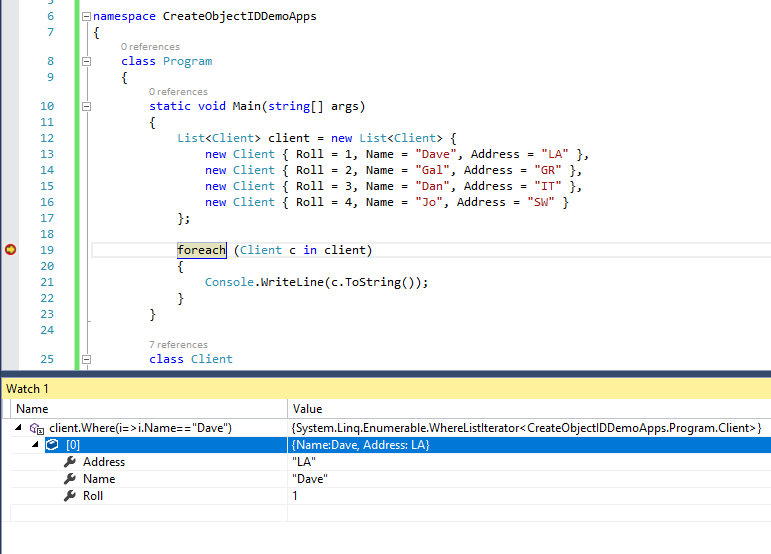 6 namespace CreateObjectIDDemoApps
7 {
0 references
8 class Program
9 {
0 references
10 static void Main(string[] args)
11 {
12 List<Client> client = new List<Client> {
13 new Client { Roll = 1, Name = "Dave", Address = "LA" },
14 new Client { Roll = 2, Name = "Gal", Address = "GR" },
15 new Client { Roll = 3, Name = "Dan", Address = "IT" },
16 new Client { Roll = 4, Name = "Jo", Address = "SW" }
17 };
18
19 foreach (Client c in client)
20 {
21 Console.WriteLine(c.ToString());
22 }
23 }
24
7 references
25 class Client
Watch 1
Name Value
client.Where(i=>i.Name=="Dave") {System.Linq.Enumerable.WhereListIterator<CreateObjectIDDemoApps.Program.Client>}
[0] {Name:Dave, Address: LA}
Address "LA"
Name "Dave"
Roll 1